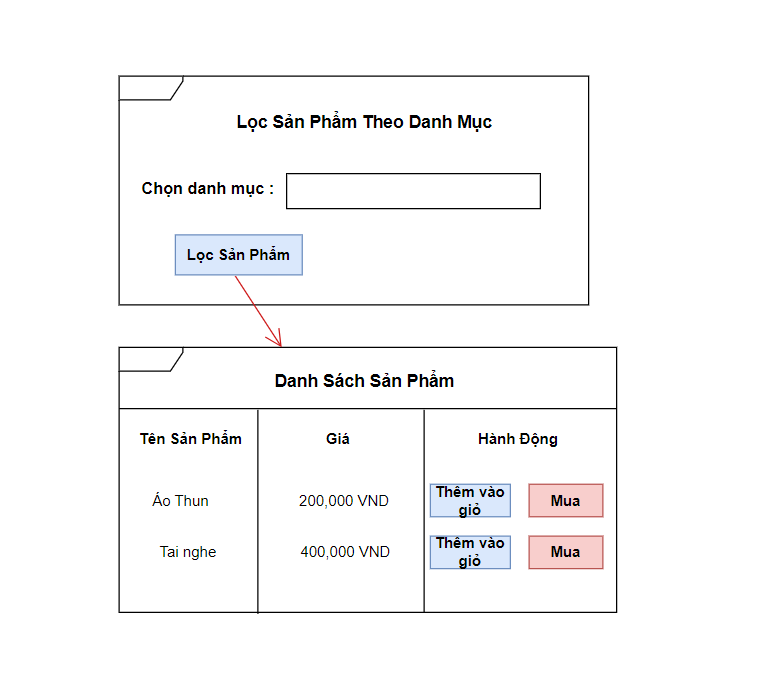 Lọc Sản Phẩm Theo Danh Mục
Chọn danh mục :
Lọc Sản Phẩm
Danh Sách Sản Phẩm
Tên Sản Phẩm Giá Hành Động
Áo Thun 200,000 VND Thêm vào
giỏ Mua
Tai nghe 400,000 VND Thêm vào
giỏ Mua